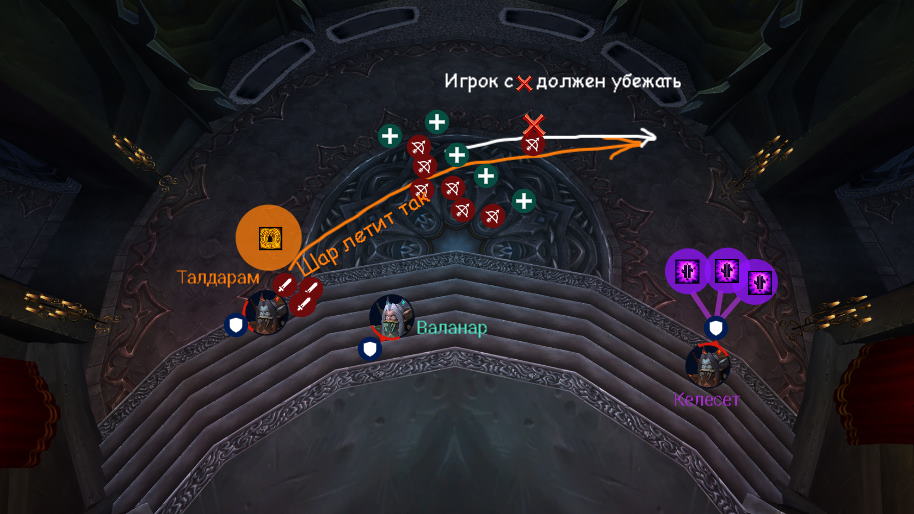 Игрок с должен убежать
Шар летит так
Талдарам
Валанар
Келесет